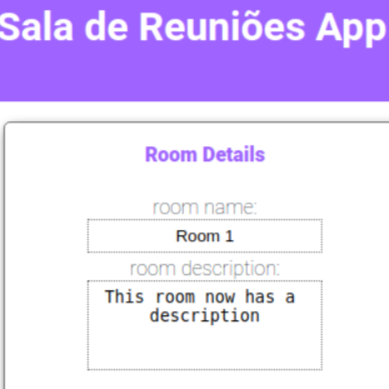 Sala de Reuniões App
Room Details
room name:
Room 1
room description:
This room now has a
description